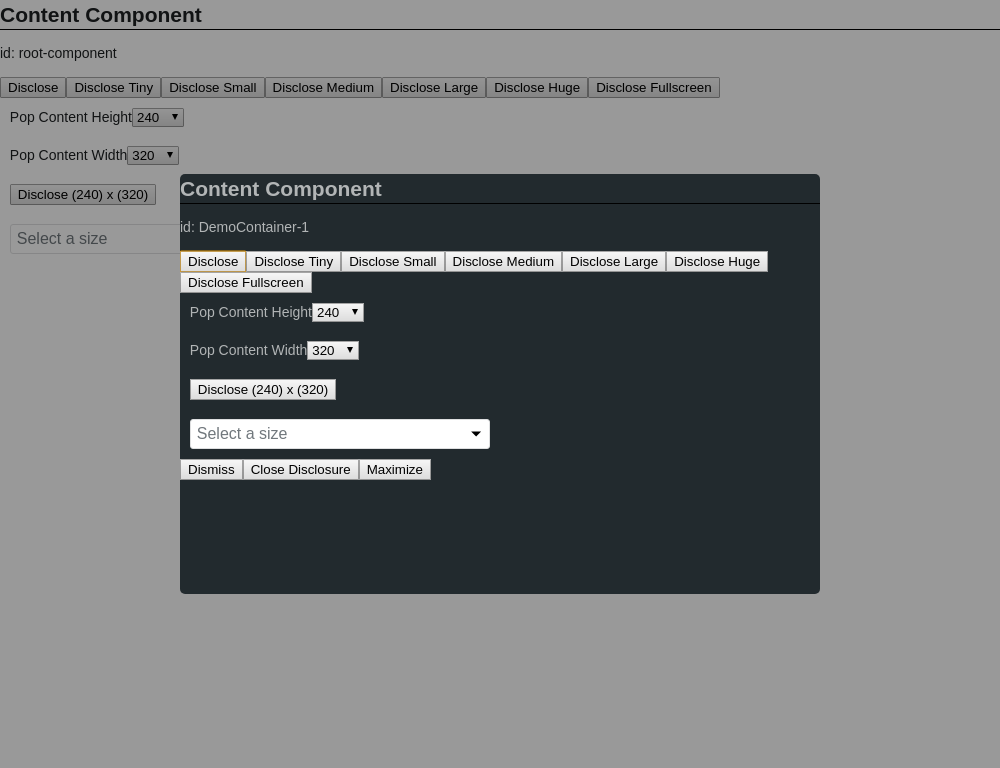 Content Component
id: root-component
Disclose Disclose Tiny Disclose Small Disclose Medium Disclose Large Disclose Huge Disclose Fullscreen
Pop Content Height 240
Pop Content Width 320
Disclose (240) x (320)
Select a size
Content Component
id: DemoContainer-1
Disclose Disclose Tiny Disclose Small Disclose Medium Disclose Large Disclose Huge
Disclose Fullscreen
Pop Content Height 240
Pop Content Width 320
Disclose (240) x (320)
Select a size
Dismiss Close Disclosure Maximize